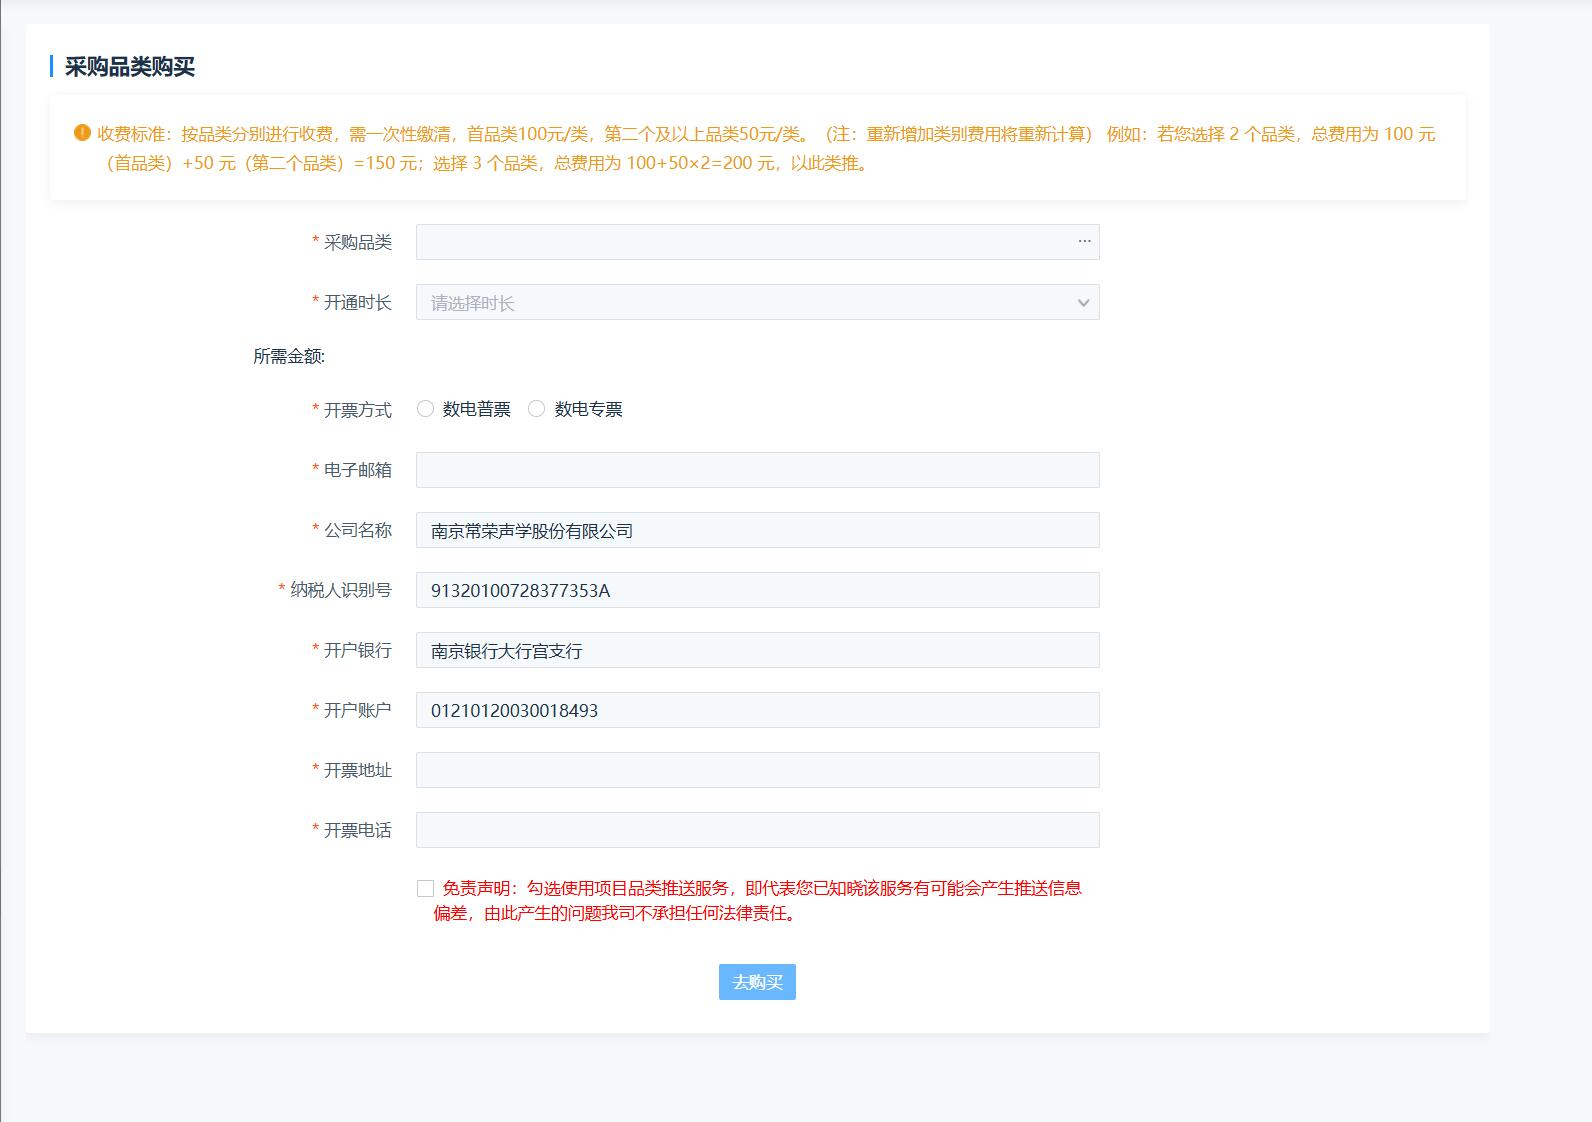 采购品类购买
收费标准：按品类分别进行收费，需一次性缴清，首品类100元/类，第二个及以上品类50元/类。（注：重新增加类别费用将重新计算） 例如：若您选择 2 个品类，总费用为 100 元
（首品类）+50 元（第二个品类）=150 元；选择 3 个品类，总费用为 100+50×2=200 元，以此类推。
* 采购品类 ···
* 开通时长 请选择时长
所需金额:
* 开票方式 数电普票 数电专票
* 电子邮箱
* 公司名称 南京常荣声学股份有限公司
* 纳税人识别号 91320100728377353A
* 开户银行 南京银行大行宫支行
* 开户账户 01210120030018493
* 开票地址
* 开票电话
免责声明：勾选使用项目品类推送服务，即代表您已知晓该服务有可能会产生推送信息
偏差，由此产生的问题我司不承担任何法律责任。
去购买